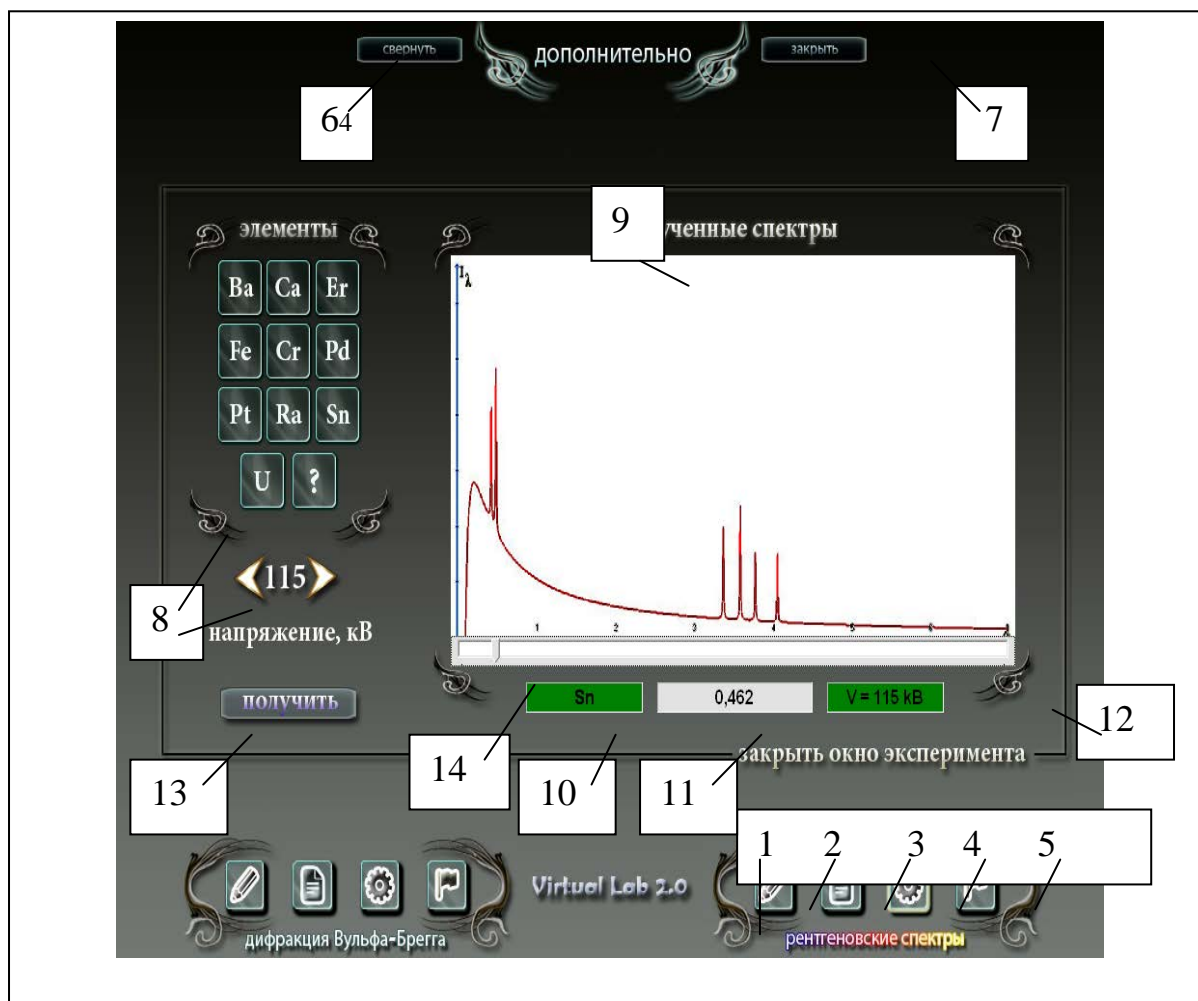 свернуть
дополнительно
закрыть
64
7
9
элементы
ученные спектры
Ba Ca Er
Fe Cr Pd
Pt Ra Sn
U ?
I λ
1 2 3 4 5 6
115
8
напряжение, кВ
получить
Sn
0,462
V = 115 kB
12
14
10
11
13
закрыть окно эксперимента
1 2 3 4 5
Virtual Lab 2.0
дифракция Вульфа-Брегга
рентгеновские спектры